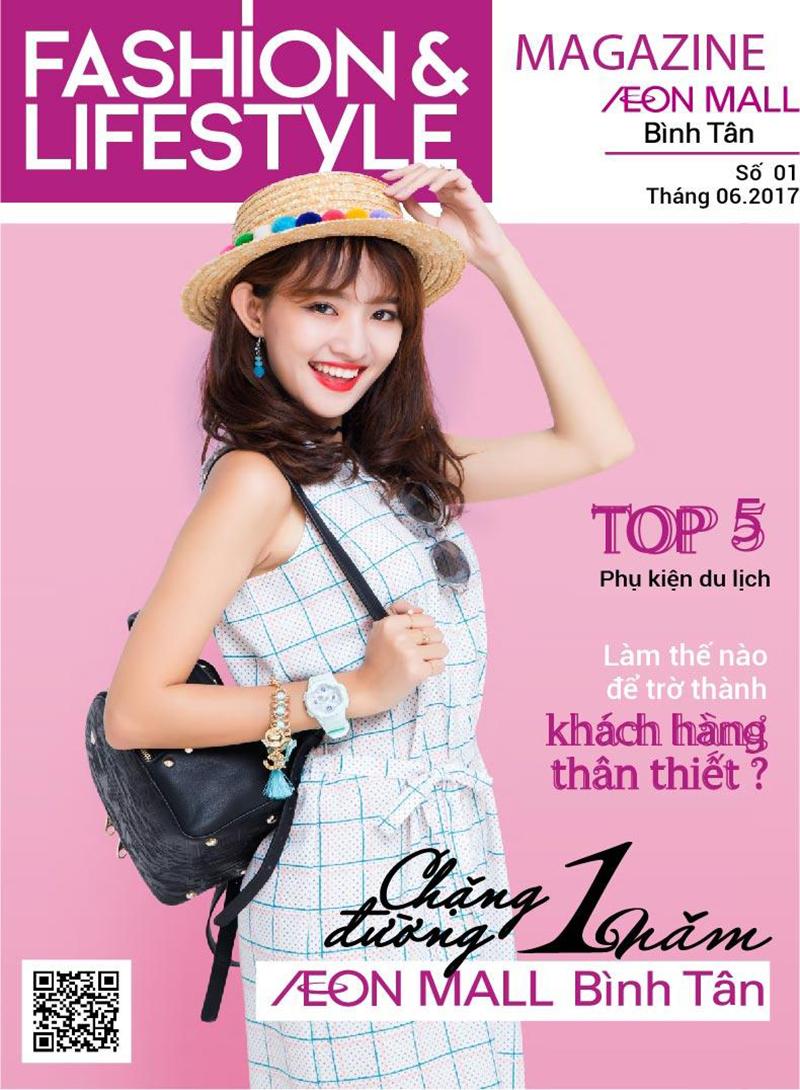 FASHION &
LIFESTYLE
MAGAZINE
ÆON MALL
Bình Tân
Số 01
Tháng 06.2017
TOP 5
Phụ kiện du lịch
Làm thế nào
để trờ thành
khách hàng
thân thiết ?
Chặng
đường 1 năm
ÆON MALL Bình Tân